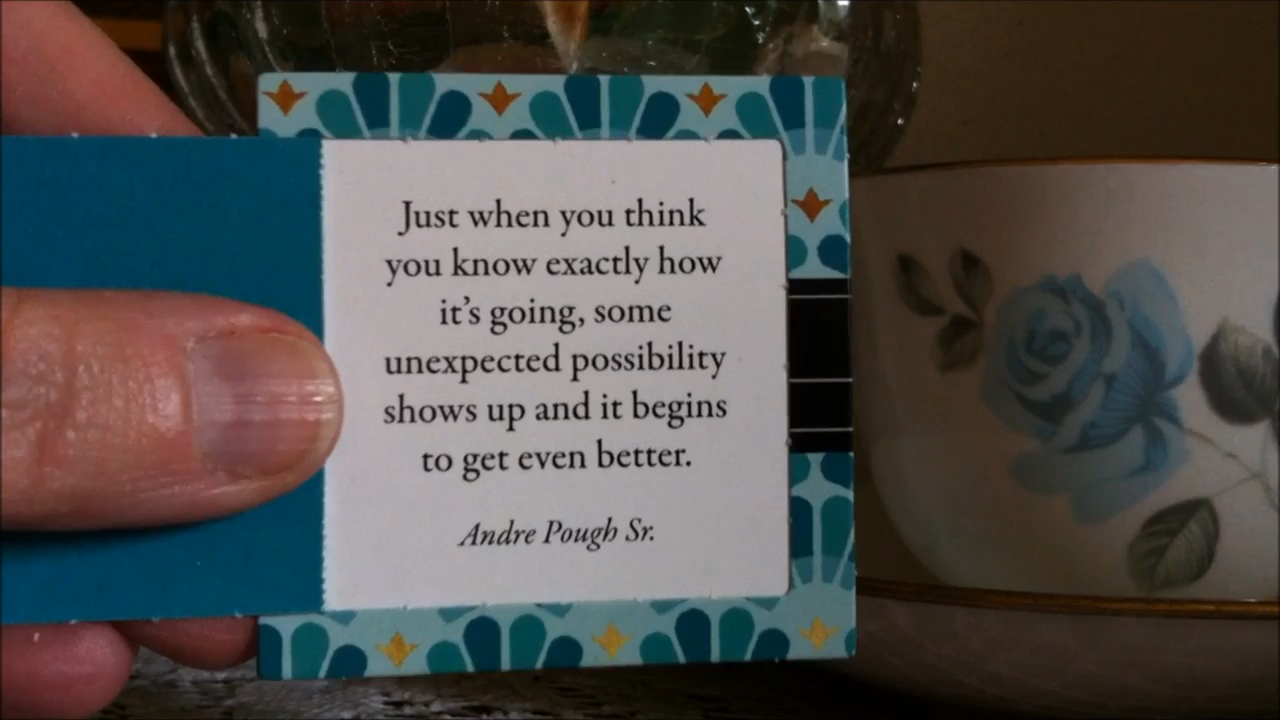 Just when you think
you know exactly how
it's going, some
unexpected possibility
shows up and it begins
to get even better.
Andre Pough Sr.